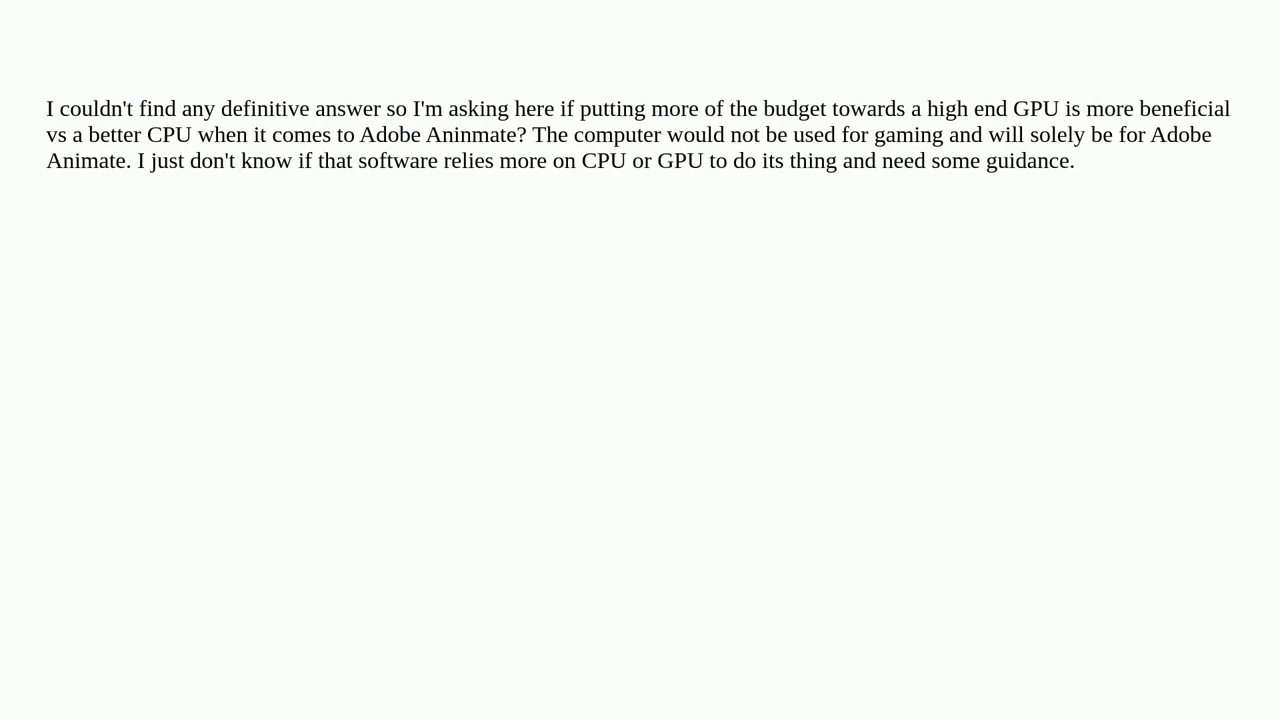 I couldn't find any definitive answer so I'm asking here if putting more of the budget towards a high end GPU is more beneficial
vs a better CPU when it comes to Adobe Aninmate? The computer would not be used for gaming and will solely be for Adobe
Animate. I just don't know if that software relies more on CPU or GPU to do its thing and need some guidance.